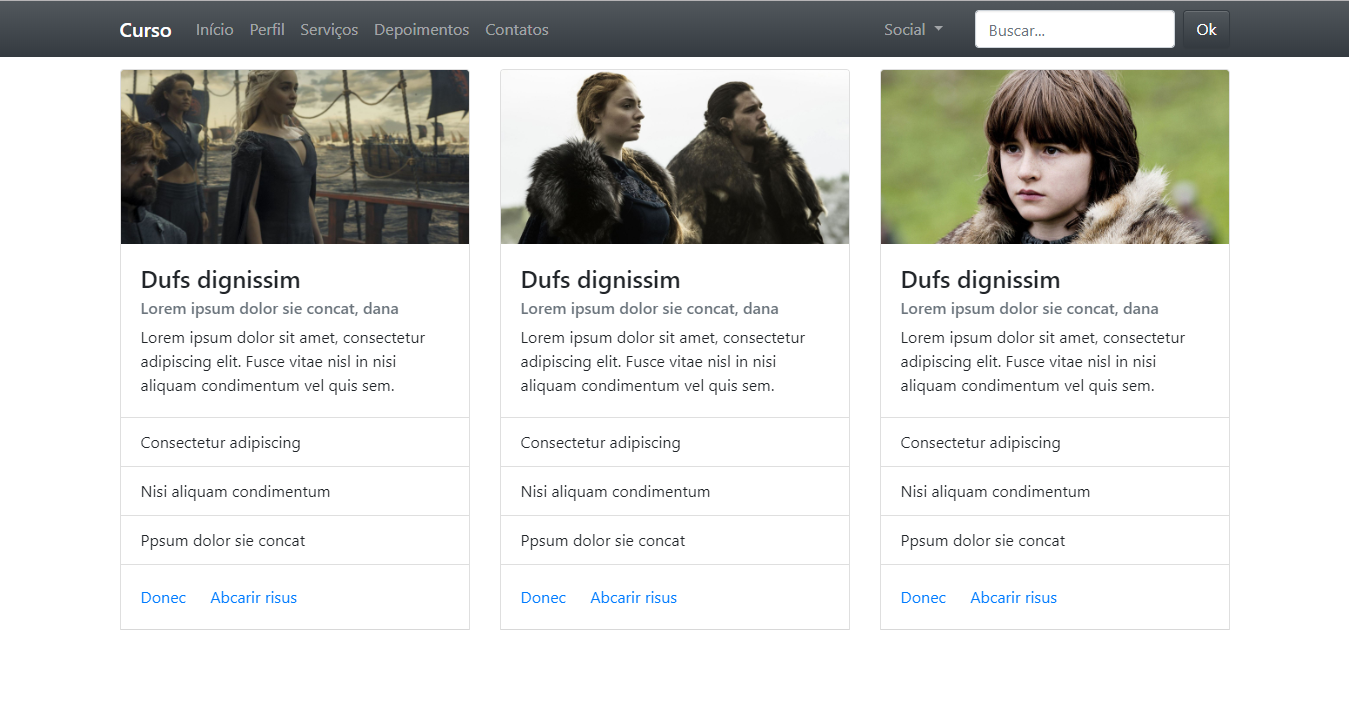 Curso Início Perfil Serviços Depoimentos Contatos Social Buscar... Ok
Dufs dignissim
Lorem ipsum dolor sie concat, dana
Lorem ipsum dolor sit amet, consectetur
adipiscing elit. Fusce vitae nisl in nisi
aliquam condimentum vel quis sem.
Consectetur adipiscing
Nisi aliquam condimentum
Ppsum dolor sie concat
Donec Abcarir risus
Dufs dignissim
Lorem ipsum dolor sie concat, dana
Lorem ipsum dolor sit amet, consectetur
adipiscing elit. Fusce vitae nisl in nisi
aliquam condimentum vel quis sem.
Consectetur adipiscing
Nisi aliquam condimentum
Ppsum dolor sie concat
Donec Abcarir risus
Dufs dignissim
Lorem ipsum dolor sie concat, dana
Lorem ipsum dolor sit amet, consectetur
adipiscing elit. Fusce vitae nisl in nisi
aliquam condimentum vel quis sem.
Consectetur adipiscing
Nisi aliquam condimentum
Ppsum dolor sie concat
Donec Abcarir risus